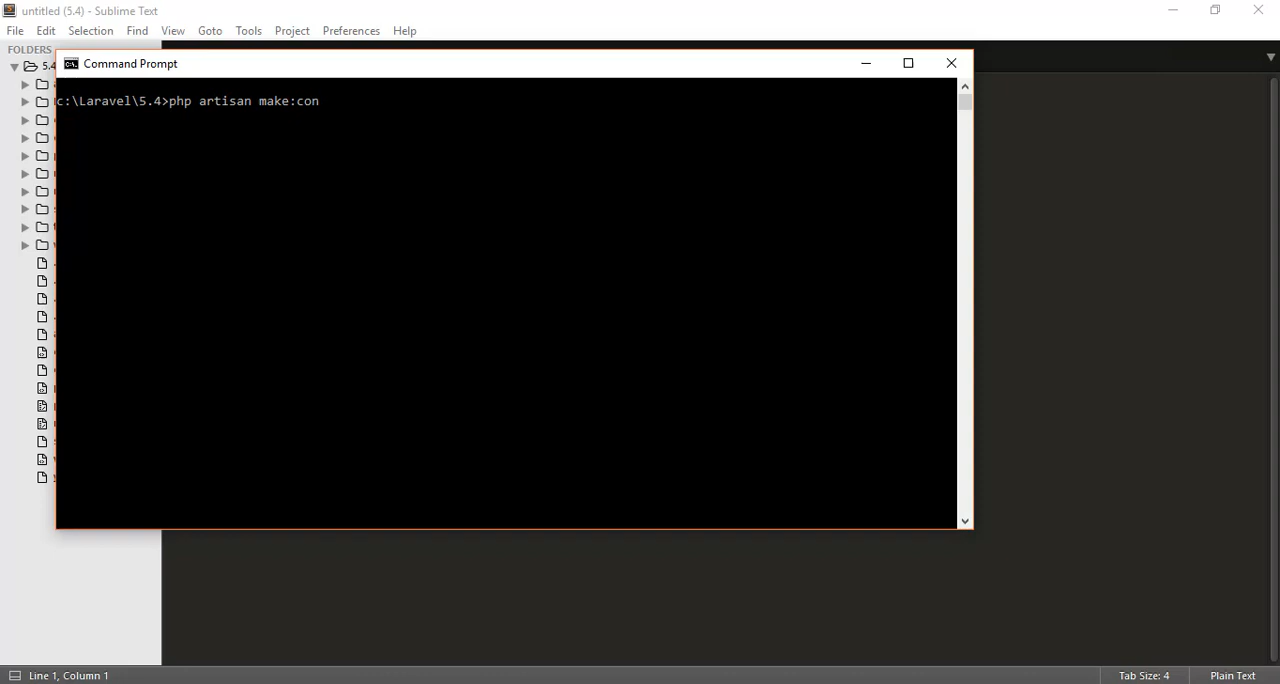 untitled (5.4) - Sublime Text
File Edit Selection Find View Goto Tools Project Preferences Help
FOLDERS
5.4
Command Prompt
c:\Laravel\5.4>php artisan make:con
Line 1, Column 1
Tab Size: 4
Plain Text